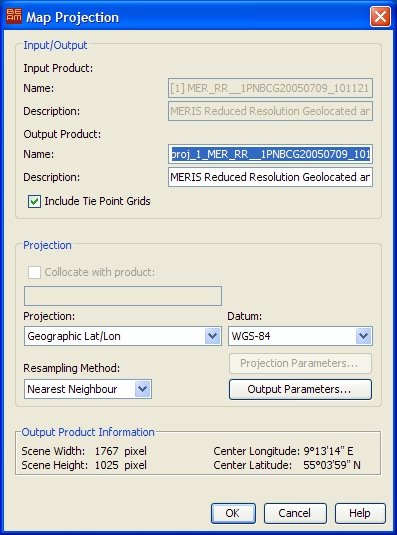 BEAM
Map Projection
Input/Output
Input Product:
Name: [1] MER_RR__1PNBCG20050709_101121
Description: MERIS Reduced Resolution Geolocated ar
Output Product:
Name: proj_1_MER_RR__1PNBCG20050709_101
Description: MERIS Reduced Resolution Geolocated ar
Include Tie Point Grids
Projection
Collocate with product:
Projection: Datum:
Geographic Lat/Lon WGS-84
Projection Parameters...
Resampling Method:
Nearest Neighbour Output Parameters...
Output Product Information
Scene Width: 1767 pixel Center Longitude: 9°13'14" E
Scene Height: 1025 pixel Center Latitude: 55°03'59" N
OK Cancel Help